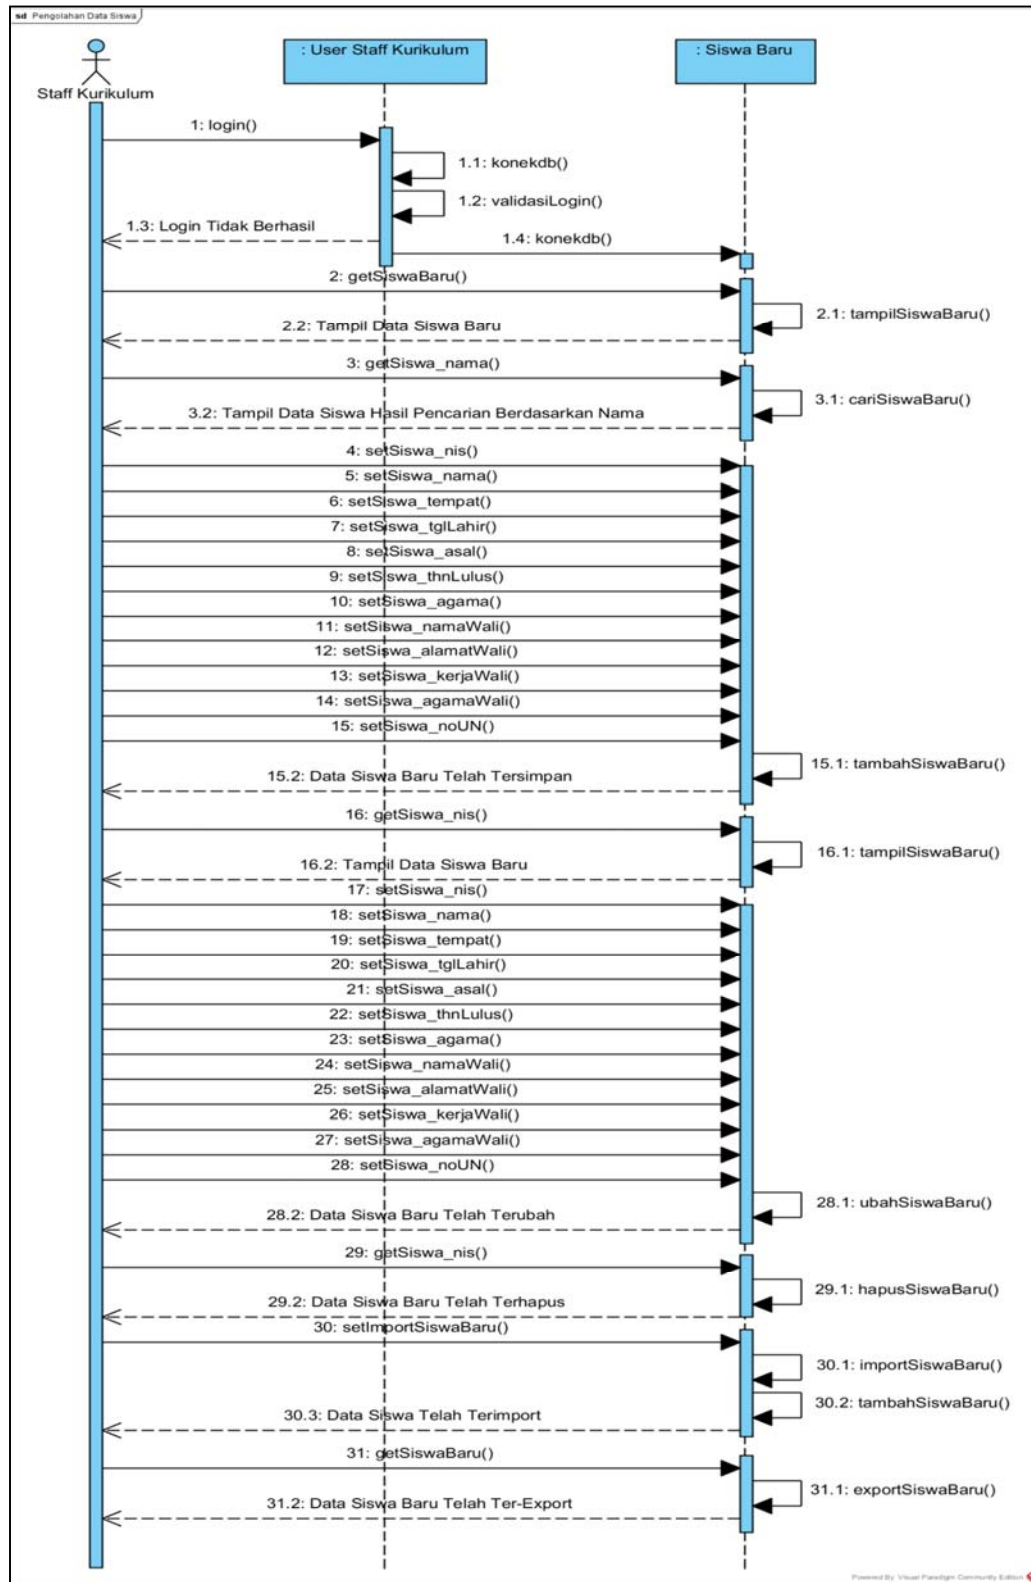 sd Pengolahan Data Siswa
: User Staff Kurikulum
: Siswa Baru
Staff Kurikulum
1: login()
1.1: konekdb()
1.2: validasiLogin()
1.3: Login Tidak Berhasil
1.4: konekdb()
2: getSiswaBaru()
2.1: tampilSiswaBaru()
2.2: Tampil Data Siswa Baru
3: getSiswa_nama()
3.1: cariSiswaBaru()
3.2: Tampil Data Siswa Hasil Pencarian Berdasarkan Nama
4: setSiswa_nis()
5: setSiswa_nama()
6: setSiswa_tempat()
7: setSiswa_tglLahir()
8: setSiswa_asal()
9: setSiswa_thnLulus()
10: setSiswa_agama()
11: setSiswa_namaWali()
12: setSiswa_alamatWali()
13: setSiswa_kerjaWali()
14: setSiswa_agamaWali()
15: setSiswa_noUN()
15.1: tambahSiswaBaru()
15.2: Data Siswa Baru Telah Tersimpan
16: getSiswa_nis()
16.1: tampilSiswaBaru()
16.2: Tampil Data Siswa Baru
17: setSiswa_nis()
18: setSiswa_nama()
19: setSiswa_tempat()
20: setSiswa_tglLahir()
21: setSiswa_asal()
22: setSiswa_thnLulus()
23: setSiswa_agama()
24: setSiswa_namaWali()
25: setSiswa_alamatWali()
26: setSiswa_kerjaWali()
27: setSiswa_agamaWali()
28: setSiswa_noUN()
28.1: ubahSiswaBaru()
28.2: Data Siswa Baru Telah Terubah
29: getSiswa_nis()
29.1: hapusSiswaBaru()
29.2: Data Siswa Baru Telah Terhapus
30: setImportSiswaBaru()
30.1: importSiswaBaru()
30.2: tambahSiswaBaru()
30.3: Data Siswa Telah Terimport
31: getSiswaBaru()
31.1: exportSiswaBaru()
31.2: Data Siswa Baru Telah Ter-Export
Powered By Visual Paradigm Community Edition